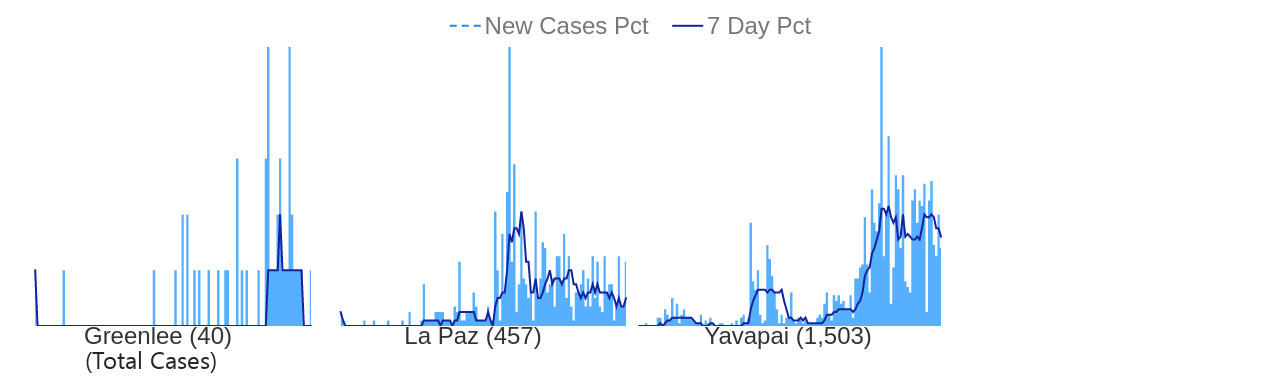 New Cases Pct 7 Day Pct
Greenlee (40) La Paz (457) Yavapai (1,503)
(Total Cases)